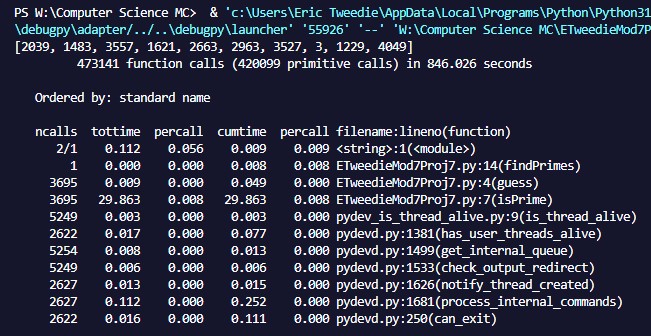 PS W:\Computer Science MC>  & 'c:\Users\Eric Tweedie\AppData\Local\Programs\Python\Python31
\debugpy\adapter/../..\debugpy\launcher' '55926' '--' 'W:\Computer Science MC\ETweedieMod7P
[2039, 1483, 3557, 1621, 2663, 2963, 3527, 3, 1229, 4049]
473141 function calls (420099 primitive calls) in 846.026 seconds
Ordered by: standard name
ncalls  tottime  percall  cumtime  percall filename:lineno(function)
2/1    0.112    0.056    0.009    0.009 <string>:1(<module>)
1    0.000    0.000    0.008    0.008 ETweedieMod7Proj7.py:14(findPrimes)
3695    0.009    0.000    0.049    0.000 ETweedieMod7Proj7.py:4(guess)
3695   29.863    0.008   29.863    0.008 ETweedieMod7Proj7.py:7(isPrime)
5249    0.003    0.000    0.003    0.000 pydev_is_thread_alive.py:9(is_thread_alive)
2622    0.017    0.000    0.077    0.000 pydevd.py:1381(has_user_threads_alive)
5254    0.008    0.000    0.013    0.000 pydevd.py:1499(get_internal_queue)
5249    0.006    0.000    0.006    0.000 pydevd.py:1533(check_output_redirect)
2627    0.013    0.000    0.015    0.000 pydevd.py:1626(notify_thread_created)
2627    0.112    0.000    0.252    0.000 pydevd.py:1681(process_internal_commands)
2622    0.016    0.000    0.111    0.000 pydevd.py:250(can_exit)